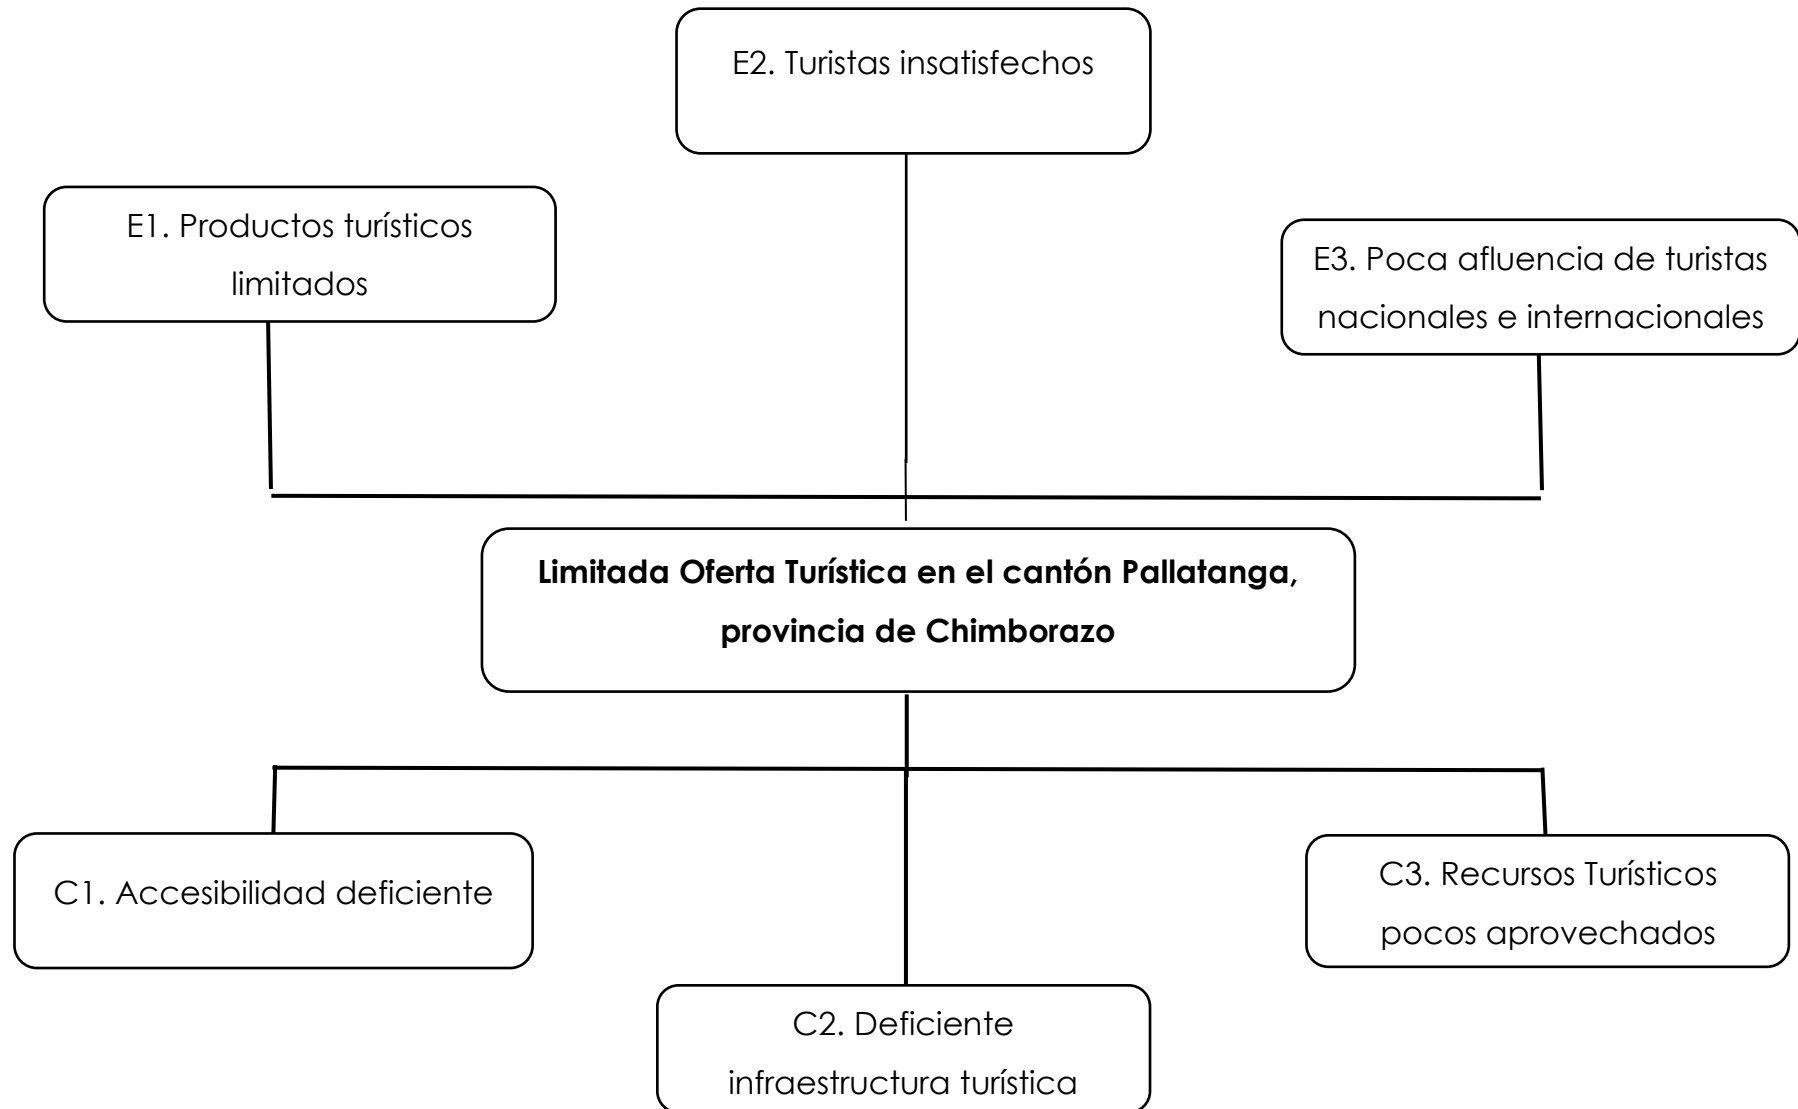 E2. Turistas insatisfechos
E1. Productos turísticos
limitados
E3. Poca afluencia de turistas
nacionales e internacionales
Limitada Oferta Turística en el cantón Pallatanga,
provincia de Chimborazo
C1. Accesibilidad deficiente
C3. Recursos Turísticos
pocos aprovechados
C2. Deficiente
infraestructura turística